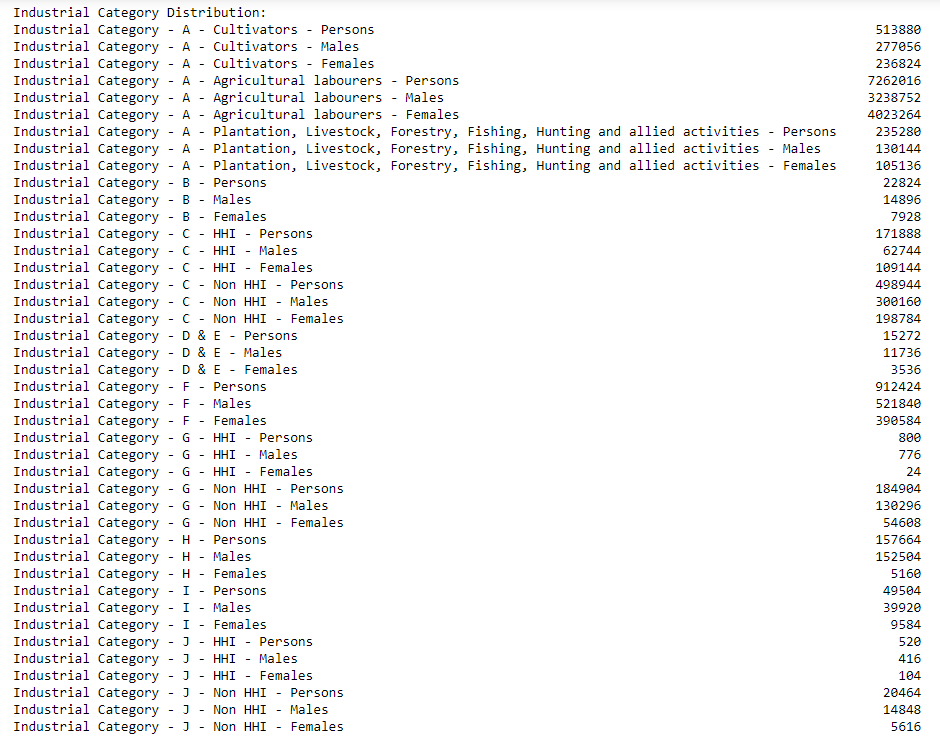 Industrial Category Distribution:
Industrial Category - A - Cultivators - Persons 513880
Industrial Category - A - Cultivators - Males 277056
Industrial Category - A - Cultivators - Females 236824
Industrial Category - A - Agricultural labourers - Persons 7262016
Industrial Category - A - Agricultural labourers - Males 3238752
Industrial Category - A - Agricultural labourers - Females 4023264
Industrial Category - A - Plantation, Livestock, Forestry, Fishing, Hunting and allied activities - Persons 235280
Industrial Category - A - Plantation, Livestock, Forestry, Fishing, Hunting and allied activities - Males 130144
Industrial Category - A - Plantation, Livestock, Forestry, Fishing, Hunting and allied activities - Females 105136
Industrial Category - B - Persons 22824
Industrial Category - B - Males 14896
Industrial Category - B - Females 7928
Industrial Category - C - HHI - Persons 171888
Industrial Category - C - HHI - Males 62744
Industrial Category - C - HHI - Females 109144
Industrial Category - C - Non HHI - Persons 498944
Industrial Category - C - Non HHI - Males 300160
Industrial Category - C - Non HHI - Females 198784
Industrial Category - D & E - Persons 15272
Industrial Category - D & E - Males 11736
Industrial Category - D & E - Females 3536
Industrial Category - F - Persons 912424
Industrial Category - F - Males 521840
Industrial Category - F - Females 390584
Industrial Category - G - HHI - Persons 800
Industrial Category - G - HHI - Males 776
Industrial Category - G - HHI - Females 24
Industrial Category - G - Non HHI - Persons 184904
Industrial Category - G - Non HHI - Males 130296
Industrial Category - G - Non HHI - Females 54608
Industrial Category - H - Persons 157664
Industrial Category - H - Males 152504
Industrial Category - H - Females 5160
Industrial Category - I - Persons 49504
Industrial Category - I - Males 39920
Industrial Category - I - Females 9584
Industrial Category - J - HHI - Persons 520
Industrial Category - J - HHI - Males 416
Industrial Category - J - HHI - Females 104
Industrial Category - J - Non HHI - Persons 20464
Industrial Category - J - Non HHI - Males 14848
Industrial Category - J - Non HHI - Females 5616